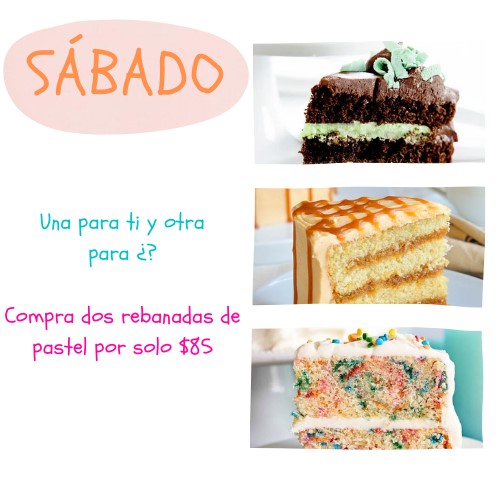 SÁBADO
Una para ti y otra
para ¿?
Compra dos rebanadas de
pastel por solo $85